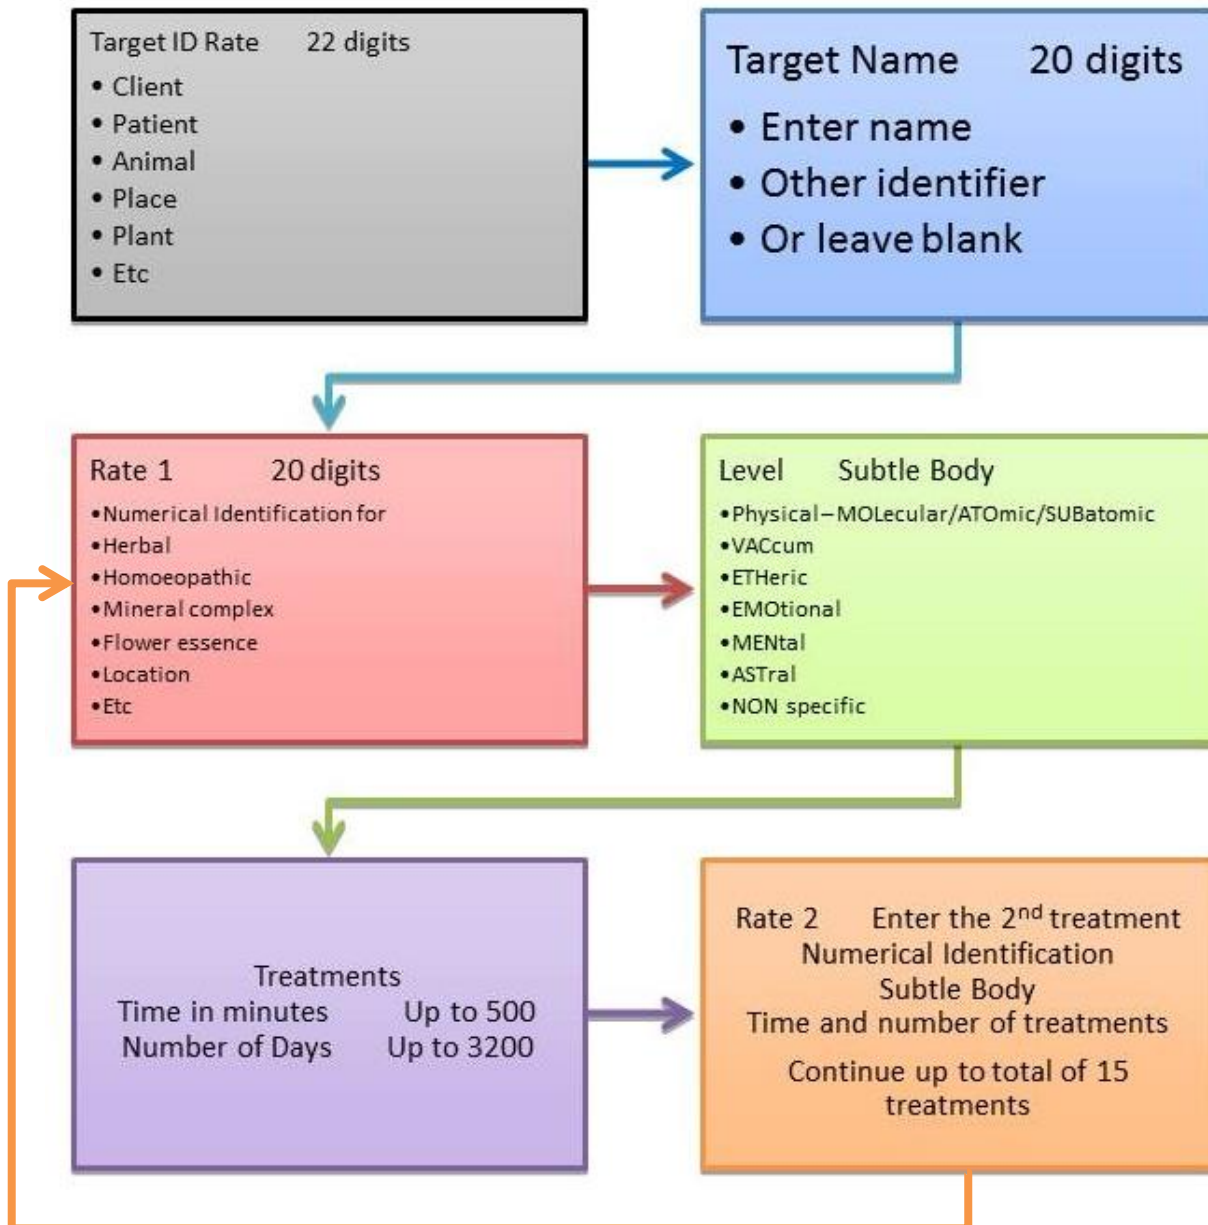 Target ID Rate 22 digits
• Client
• Patient
• Animal
• Place
• Plant
• Etc
Target Name 20 digits
• Enter name
• Other identifier
• Or leave blank
Rate 1 20 digits
•Numerical Identification for
•Herbal
•Homoeopathic
•Mineral complex
•Flower essence
•Location
•Etc
Level Subtle Body
•Physical–MOLecular/ATOmic/SUBatomic
•VACcum
•ETHeric
•EMOtional
•MENtal
•ASTral
•NON specific
Treatments
Time in minutes Up to 500
Number of Days Up to 3200
Rate 2 Enter the 2nd treatment
Numerical Identification
Subtle Body
Time and number of treatments
Continue up to total of 15
treatments